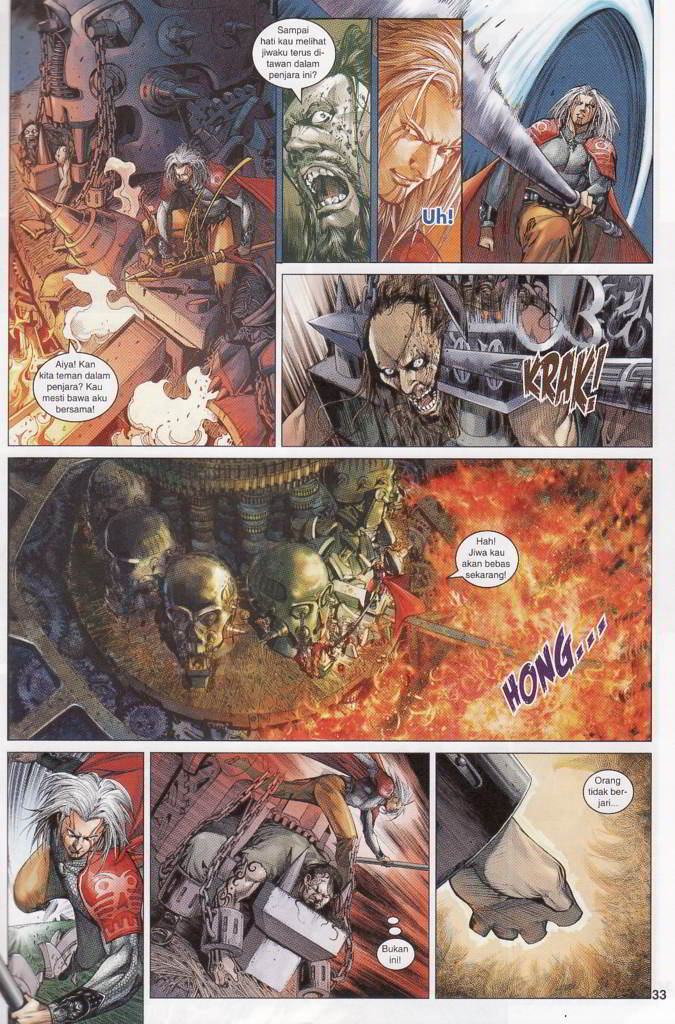 Sampai
hati kau melihat
jiwaku terus di-
tawan dalam
penjara ini?
Uh!
Aiya! Kan
kita teman dalam
penjara? Kau
mesti bawa aku
bersama!
KRAK!
Hah!
Jiwa kau
akan bebas
sekarang!
HONG...
Bukan
ini!
Orang
tidak ber-
jari...
33